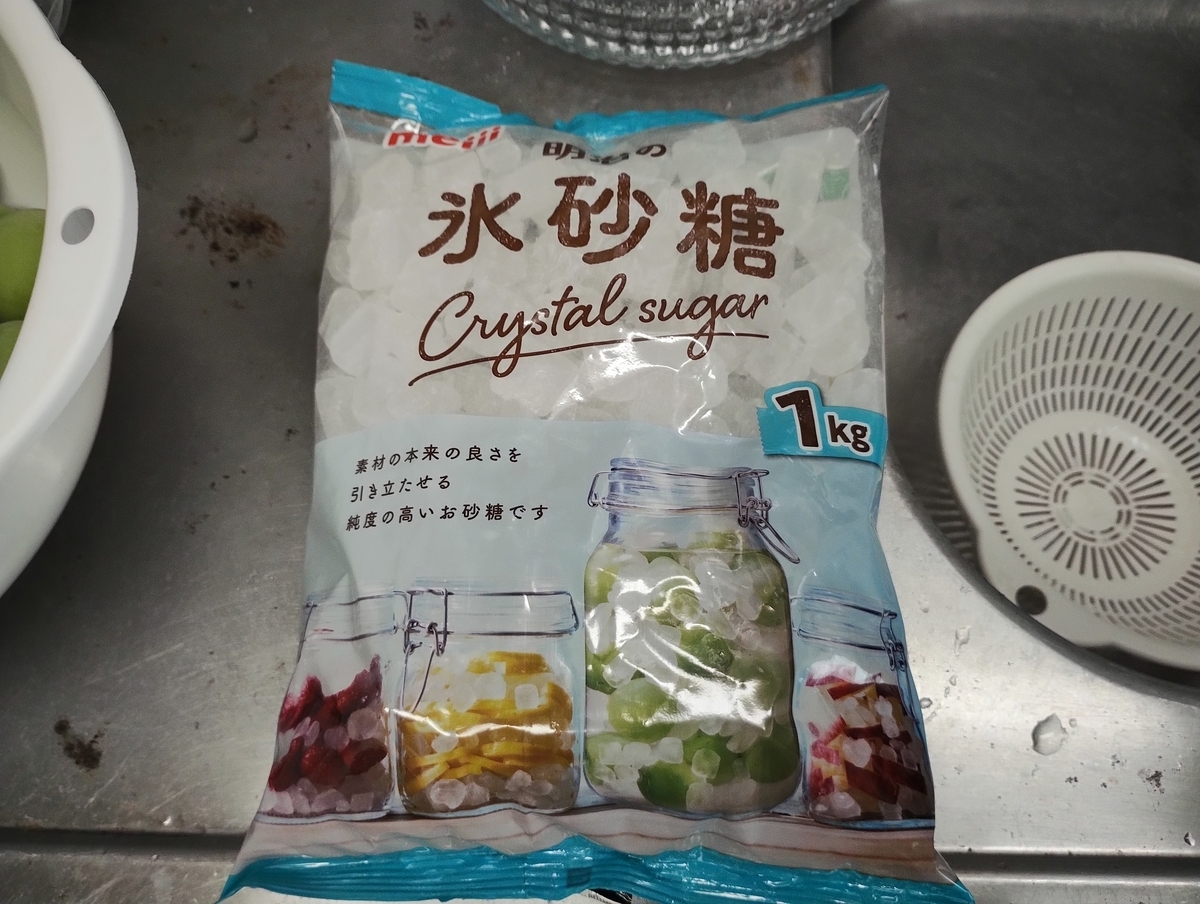 meiji
明治の
氷砂糖
Crystal sugar
1kg
素材の本来の良さを
引き立たせる
純度の高いお砂糖です